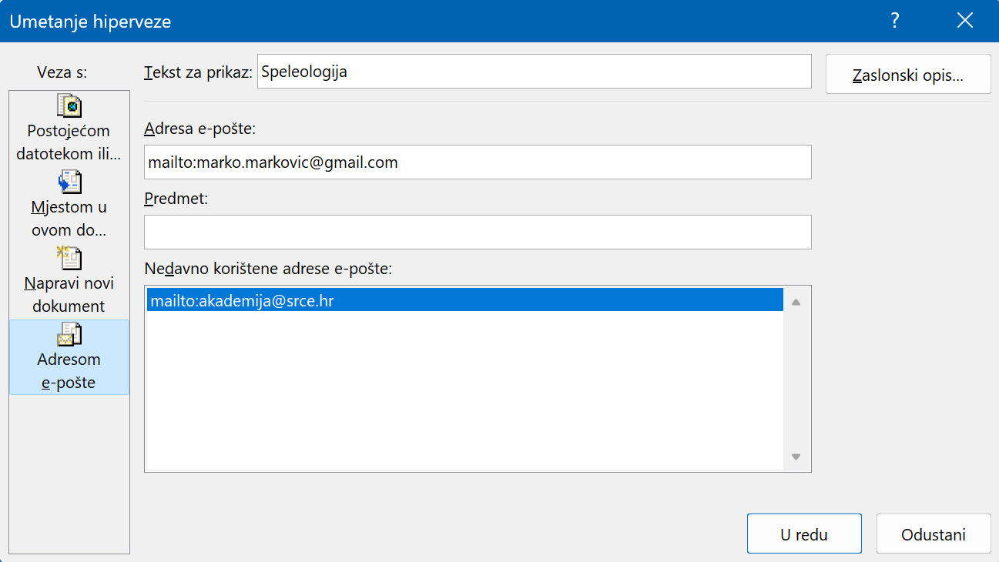 Umetanje hiperveze
?
Veza s:
Tekst za prikaz:
Speleologija
Zaslonski opis...
Postojećom
datotekom ili...
Mjestom u
ovom do...
Napravi novi
dokument
Adresom
e-pošte
Adresa e-pošte:
mailto:marko.markovic@gmail.com
Predmet:
Nedavno korištene adrese e-pošte:
mailto:akademija@srce.hr
U redu
Odustani